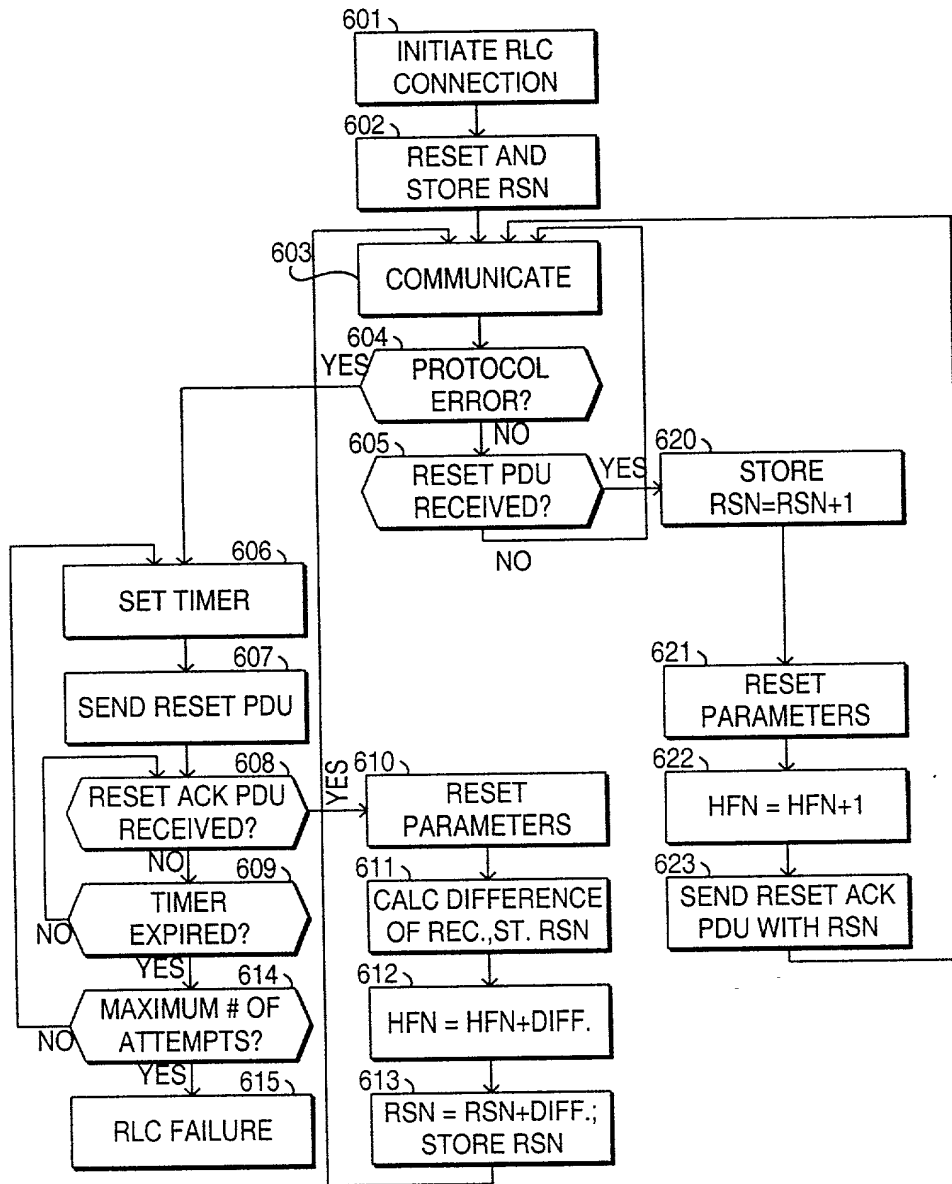 601
INITIATE RLC
CONNECTION
602
RESET AND
STORE RSN
603
COMMUNICATE
604
YES
PROTOCOL
ERROR?
NO
605
RESET PDU
RECEIVED?
YES
NO
620
STORE
RSN=RSN+1
606
SET TIMER
607
SEND RESET PDU
608
RESET ACK PDU
RECEIVED?
YES
NO
609
TIMER
EXPIRED?
NO
YES
614
MAXIMUM # OF
ATTEMPTS?
NO
YES
615
RLC FAILURE
610
RESET
PARAMETERS
611
CALC DIFFERENCE
OF REC.,ST. RSN
612
HFN = HFN+DIFF.
613
RSN = RSN+DIFF.;
STORE RSN
621
RESET
PARAMETERS
622
HFN = HFN+1
623
SEND RESET ACK
PDU WITH RSN